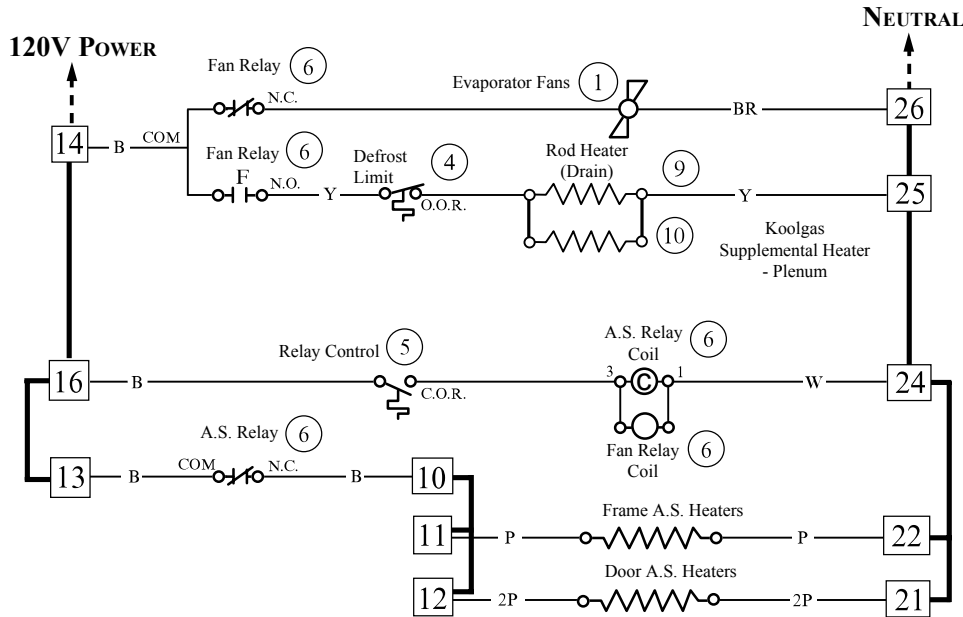 120V POWER
NEUTRAL
Fan Relay 6
N.C.
Evaporator Fans 1
BR
26
14
B
COM
Fan Relay 6
F
N.O.
Y
Defrost
Limit
4
O.O.R.
Rod Heater
(Drain)
9
Y
25
10
Koolgas
Supplemental Heater
- Plenum
16
B
Relay Control 5
C.O.R.
A.S. Relay
Coil
6
3
C
1
W
24
Fan Relay
Coil
6
A.S. Relay 6
13
B
COM
N.C.
B
10
11
P
Frame A.S. Heaters
P
22
12
2P
Door A.S. Heaters
2P
21